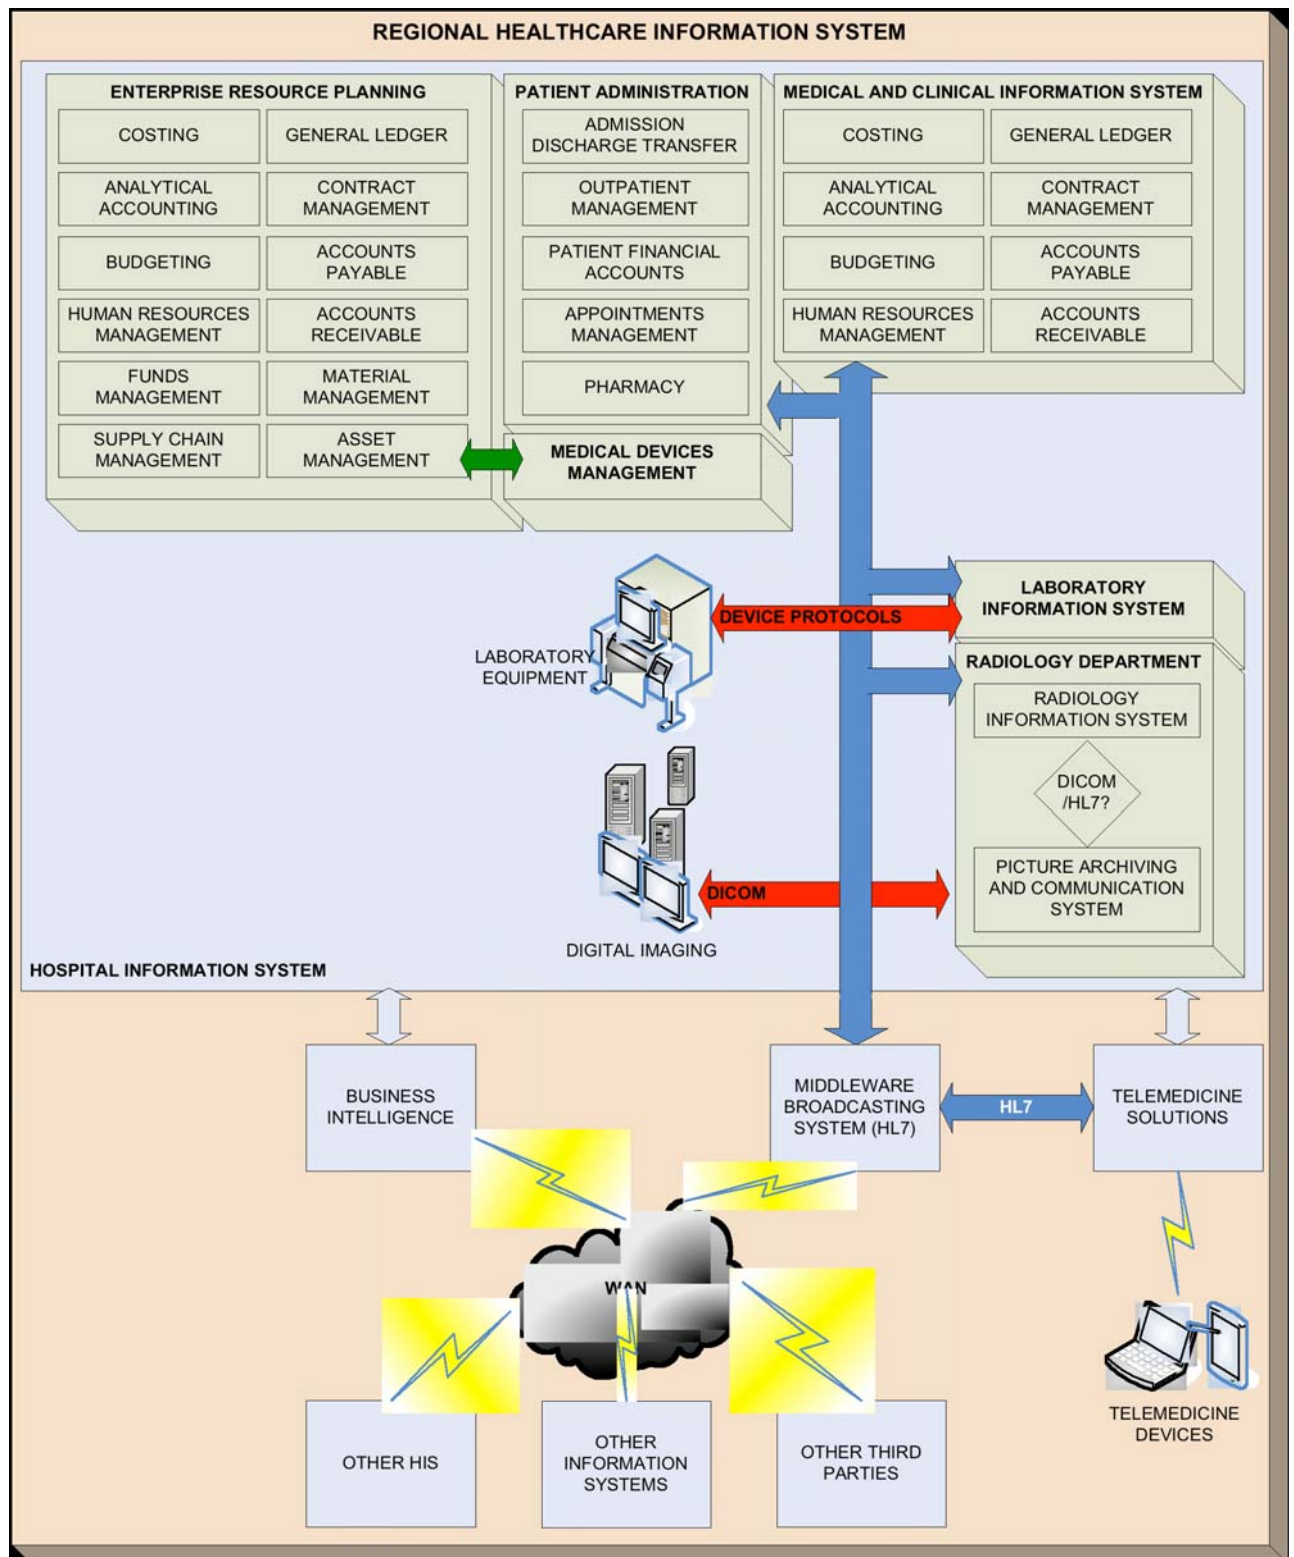 REGIONAL HEALTHCARE INFORMATION SYSTEM
ENTERPRISE RESOURCE PLANNING
COSTING
GENERAL LEDGER
ANALYTICAL
ACCOUNTING
CONTRACT
MANAGEMENT
BUDGETING
ACCOUNTS
PAYABLE
HUMAN RESOURCES
MANAGEMENT
ACCOUNTS
RECEIVABLE
FUNDS
MANAGEMENT
MATERIAL
MANAGEMENT
SUPPLY CHAIN
MANAGEMENT
ASSET
MANAGEMENT
PATIENT ADMINISTRATION
ADMISSION
DISCHARGE TRANSFER
OUTPATIENT
MANAGEMENT
PATIENT FINANCIAL
ACCOUNTS
APPOINTMENTS
MANAGEMENT
PHARMACY
MEDICAL DEVICES
MANAGEMENT
MEDICAL AND CLINICAL INFORMATION SYSTEM
COSTING
GENERAL LEDGER
ANALYTICAL
ACCOUNTING
CONTRACT
MANAGEMENT
BUDGETING
ACCOUNTS
PAYABLE
HUMAN RESOURCES
MANAGEMENT
ACCOUNTS
RECEIVABLE
LABORATORY
INFORMATION SYSTEM
DEVICE PROTOCOLS
LABORATORY
EQUIPMENT
RADIOLOGY DEPARTMENT
RADIOLOGY
INFORMATION SYSTEM
DICOM
/HL7?
PICTURE ARCHIVING
AND COMMUNICATION
SYSTEM
DICOM
DIGITAL IMAGING
HOSPITAL INFORMATION SYSTEM
BUSINESS
INTELLIGENCE
MIDDLEWARE
BROADCASTING
SYSTEM (HL7)
HL7
TELEMEDICINE
SOLUTIONS
WAN
TELEMEDICINE
DEVICES
OTHER HIS
OTHER
INFORMATION
SYSTEMS
OTHER THIRD
PARTIES